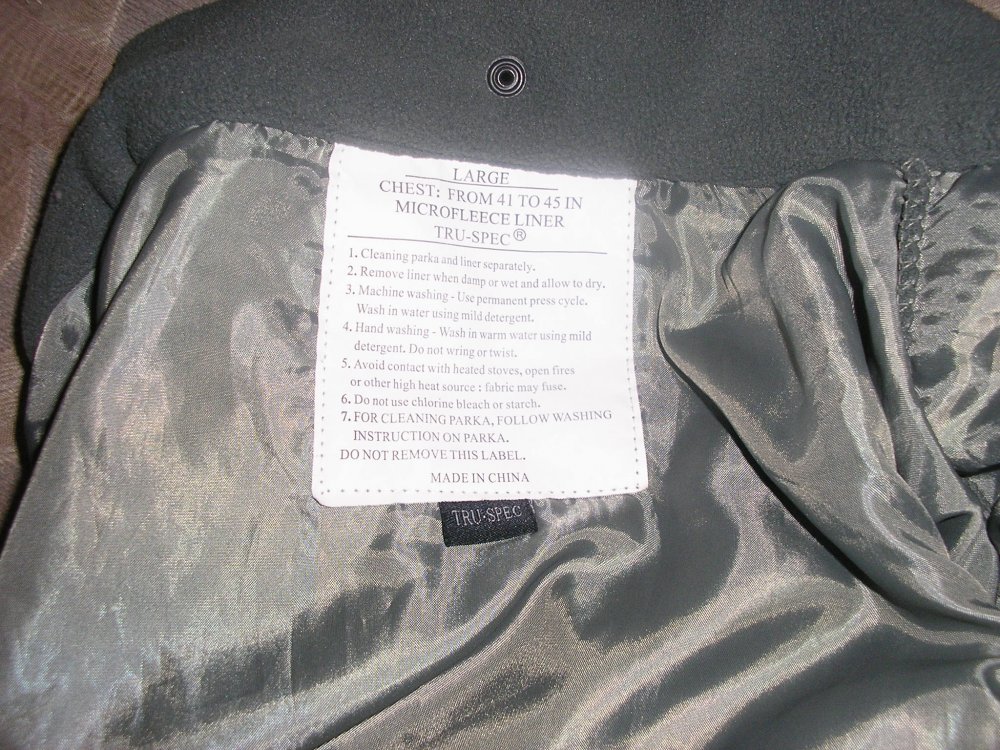 LARGE
CHEST: FROM 41 TO 45 IN
MICROFLEECE LINER
TRU-SPEC®
1. Cleaning parka and liner separately.
2. Remove liner when damp or wet and allow to dry.
3. Machine washing - Use permanent press cycle.
Wash in water using mild detergent.
4. Hand washing - Wash in warm water using mild
detergent. Do not wring or twist.
5. Avoid contact with heated stoves, open fires
or other high heat source ; fabric may fuse.
6. Do not use chlorine bleach or starch.
7. FOR CLEANING PARKA, FOLLOW WASHING
INSTRUCTION ON PARKA.
DO NOT REMOVE THIS LABEL.
MADE IN CHINA
TRU-SPEC